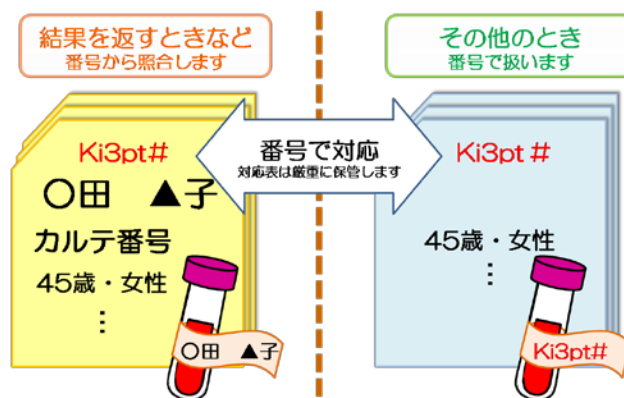 結果を返すときなど
番号から照合します
その他のとき
番号で扱います
Ki3pt#
〇田 ▲子
カルテ番号
45歳・女性
⋮
〇田 ▲子
番号で対応
対応表は厳重に保管します
Ki3pt#
45歳・女性
⋮
Ki3pt#